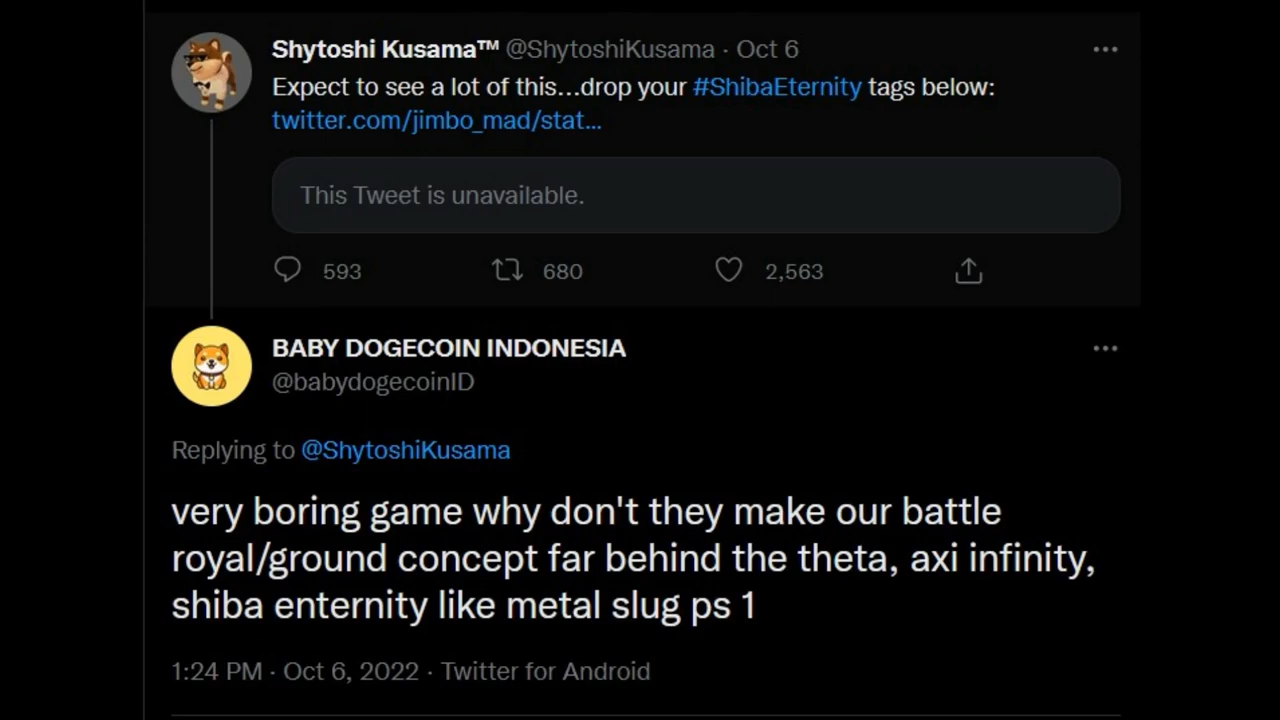 Shytoshi Kusama™ @ShytoshiKusama · Oct 6
Expect to see a lot of this...drop your #ShibaEternity tags below:
twitter.com/jimbo_mad/stat...
This Tweet is unavailable.
593 680 2,563
BABY DOGECOIN INDONESIA
@babydogecoinID
Replying to @ShytoshiKusama
very boring game why don't they make our battle
royal/ground concept far behind the theta, axi infinity,
shiba enternity like metal slug ps 1
1:24 PM · Oct 6, 2022 · Twitter for Android